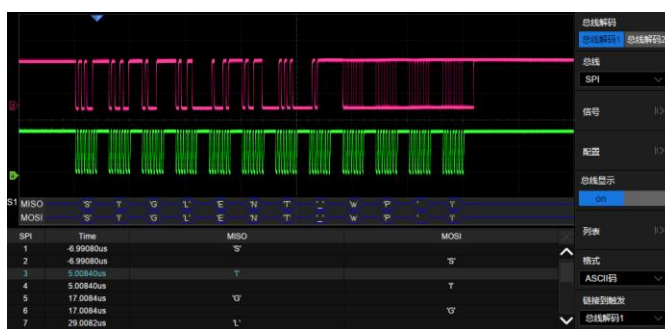 总线解码
总线解码1 总线解码2
总线
SPI
信号
配置
总线显示
on
列表
格式
ASCII码
链接到触发
总线解码1
S1 MISO 'S' 'I' 'G' 'L' 'E' 'N' 'T' '_' 'W' 'P'
MOSI 'S' 'I' 'G' 'L' 'E' 'N' 'T' '_' 'W' 'P'
SPI Time MISO MOSI
1 -6.99080us 'S'
2 -6.99080us 'S'
3 5.00840us 'I'
4 5.00840us 'I'
5 17.0084us 'G'
6 17.0084us 'G'
7 29.0082us 'L'